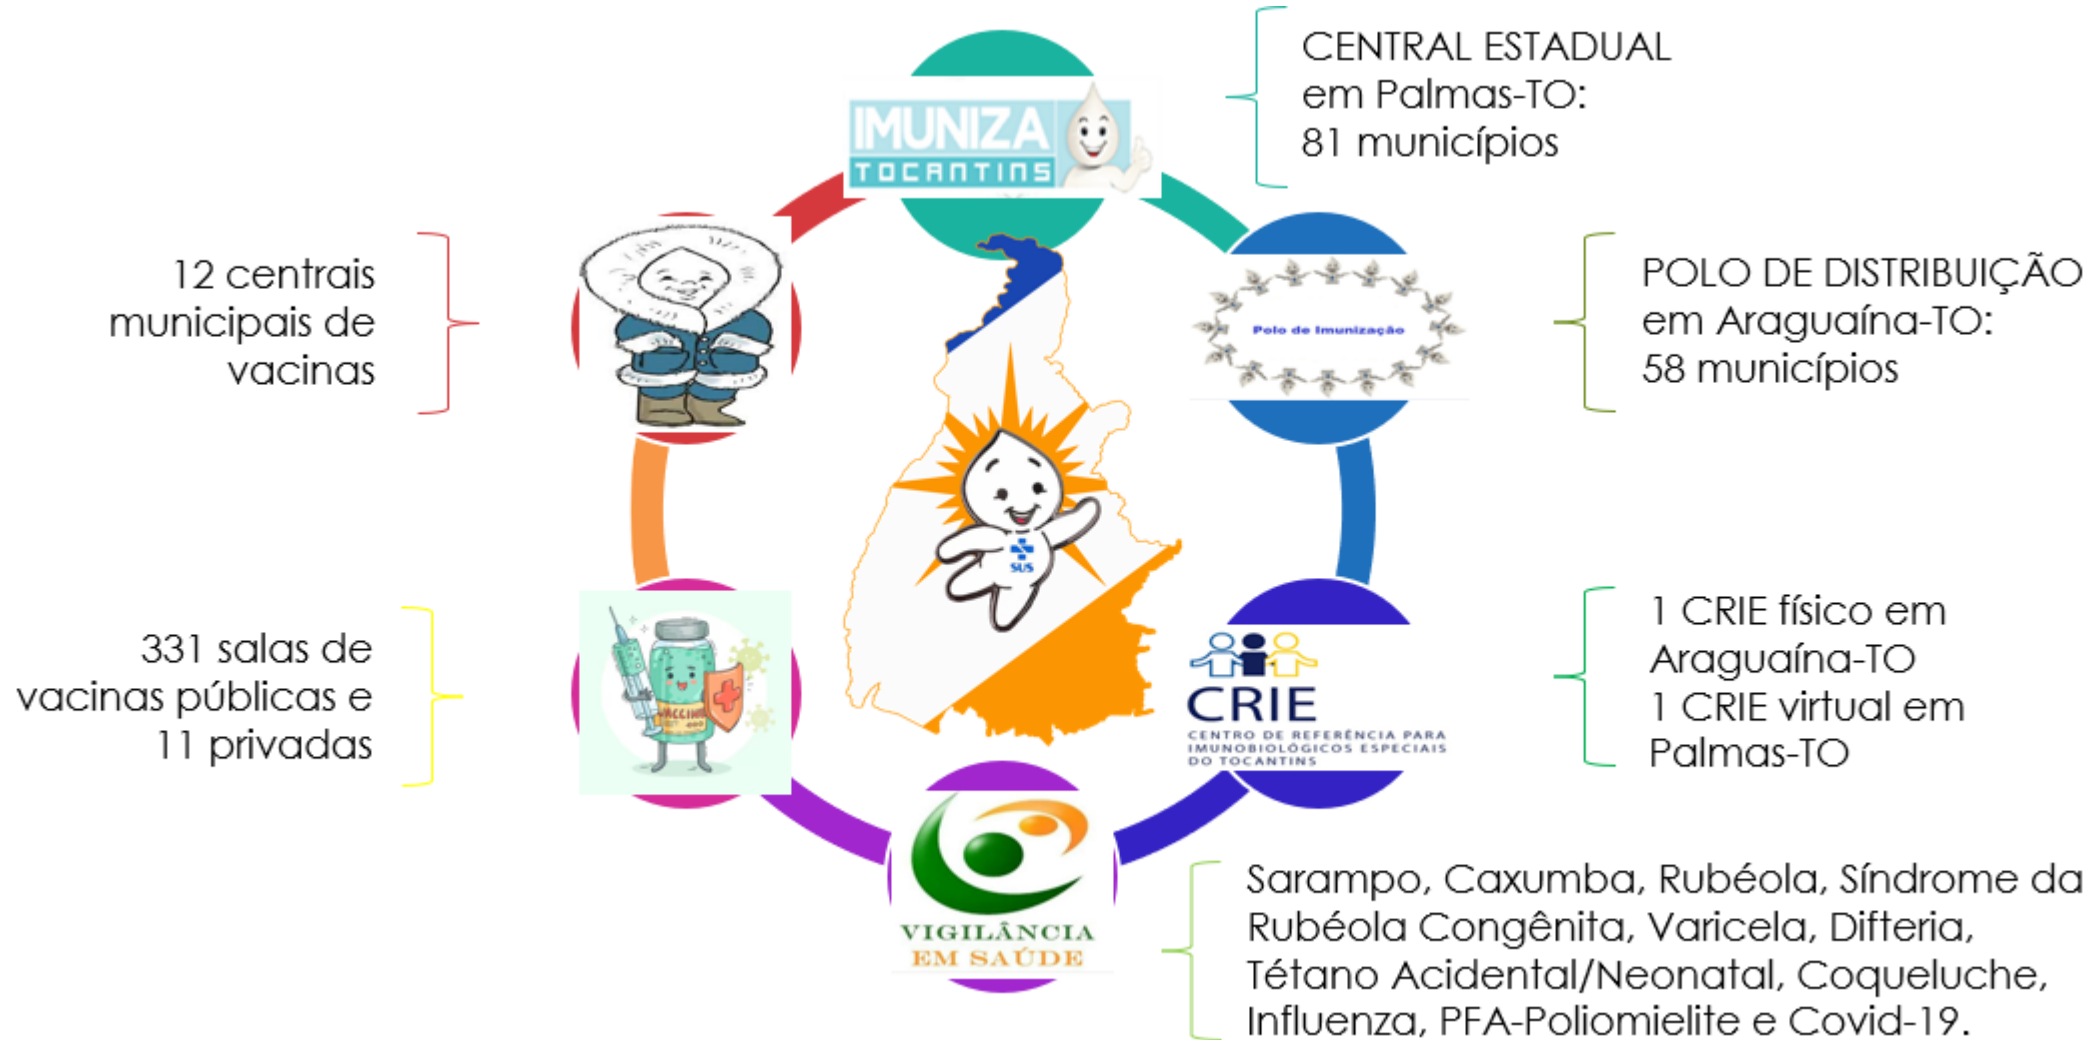 CENTRAL ESTADUAL
em Palmas-TO:
81 municípios
IMUNIZA
TOCANTINS
POLO DE DISTRIBUIÇÃO
em Araguaína-TO:
58 municípios
Polo de Imunização
12 centrais
municipais de
vacinas
SUS
1 CRIE físico em
Araguaína-TO
1 CRIE virtual em
Palmas-TO
CRIE
CENTRO DE REFERÊNCIA PARA
IMUNOBIOLÓGICOS ESPECIAIS
DO TOCANTINS
331 salas de
vacinas públicas e
11 privadas
VACCINE
VIGILÂNCIA
EM SAÚDE
Sarampo, Caxumba, Rubéola, Síndrome da
Rubéola Congênita, Varicela, Difteria,
Tétano Acidental/Neonatal, Coqueluche,
Influenza, PFA-Poliomielite e Covid-19.